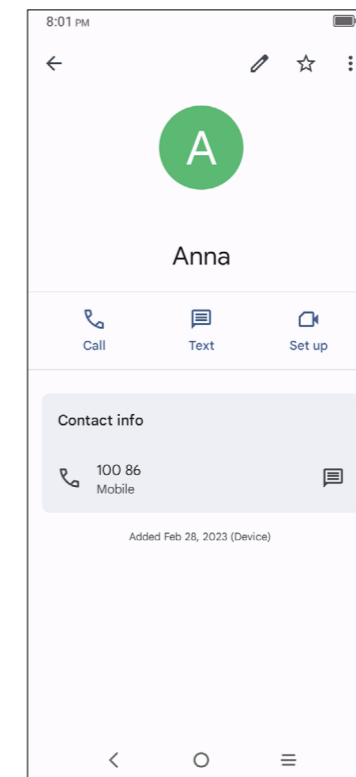 8:01 PM
A
Anna
Call Text Set up
Contact info
100 86
Mobile
Added Feb 28, 2023 (Device)